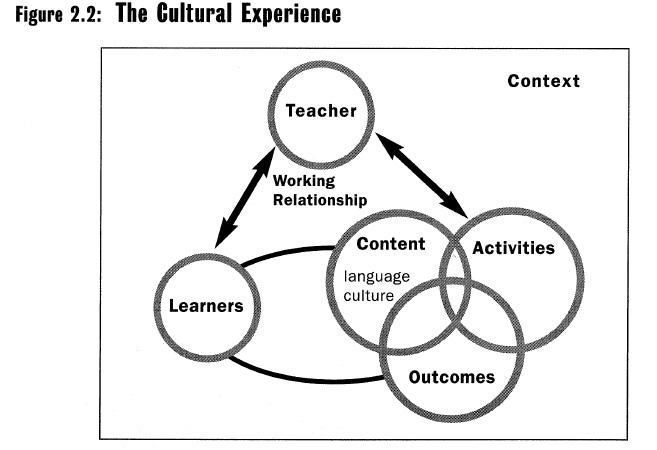 Figure 2.2: The Cultural Experience
Context
Teacher
Working
Relationship
Content
Activities
language
culture
Learners
Outcomes